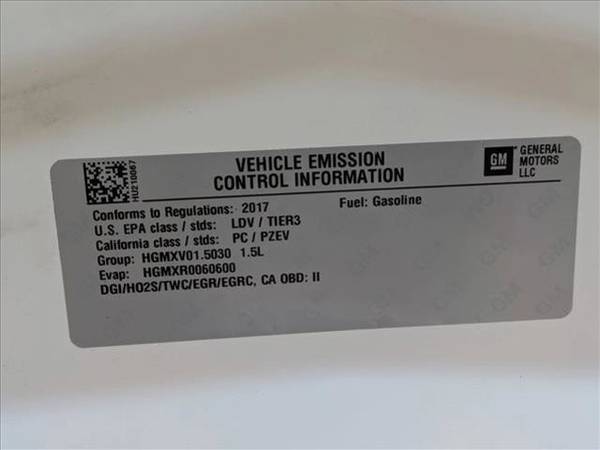 HU210067
VEHICLE EMISSION
CONTROL INFORMATION
GM
GENERAL
MOTORS
LLC
Conforms to Regulations: 2017
Fuel: Gasoline
U.S. EPA class / stds: LDV / TIER3
California class / stds: PC / PZEV
Group: HGMXV01.5030 1.5L
Evap: HGMXR0060600
DGI/HO2S/TWC/EGR/EGRC, CA OBD: II